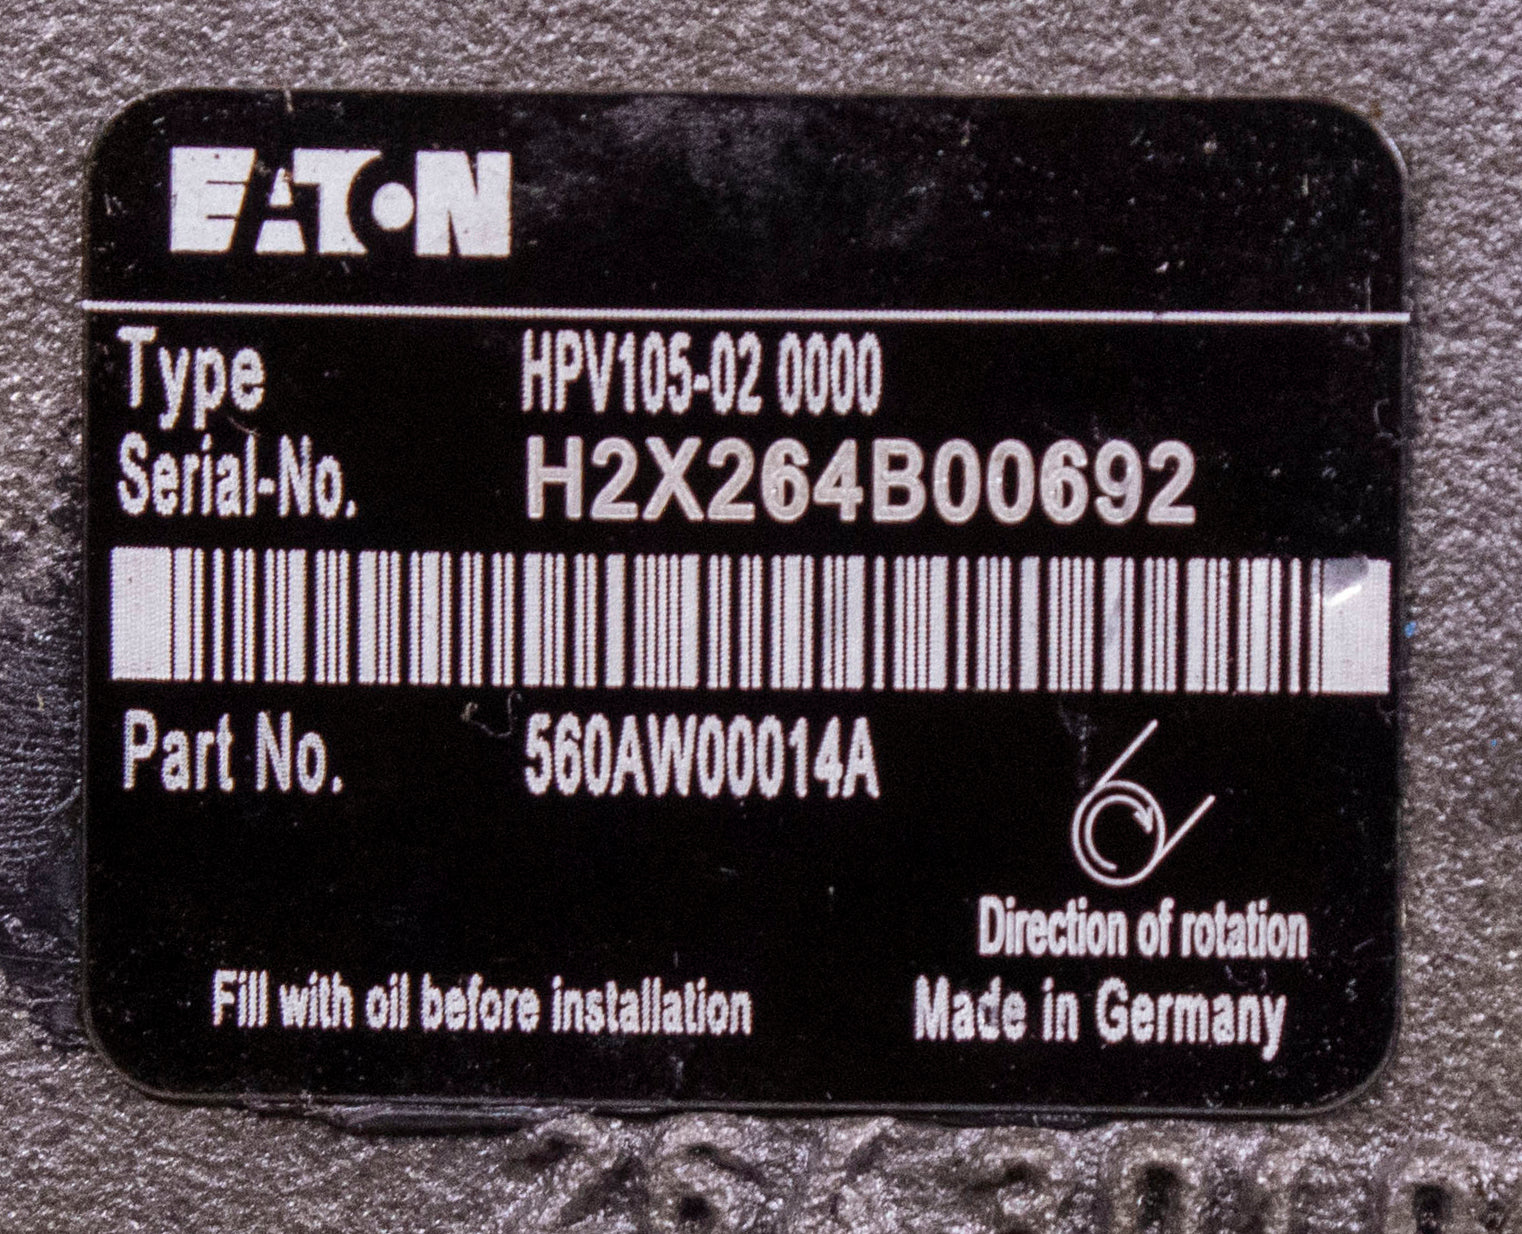 EATON
Type HPV105-02 0000
Serial-No. H2X264B00692
Part No. 560AW00014A
Direction of rotation
Fill with oil before installation Made in Germany